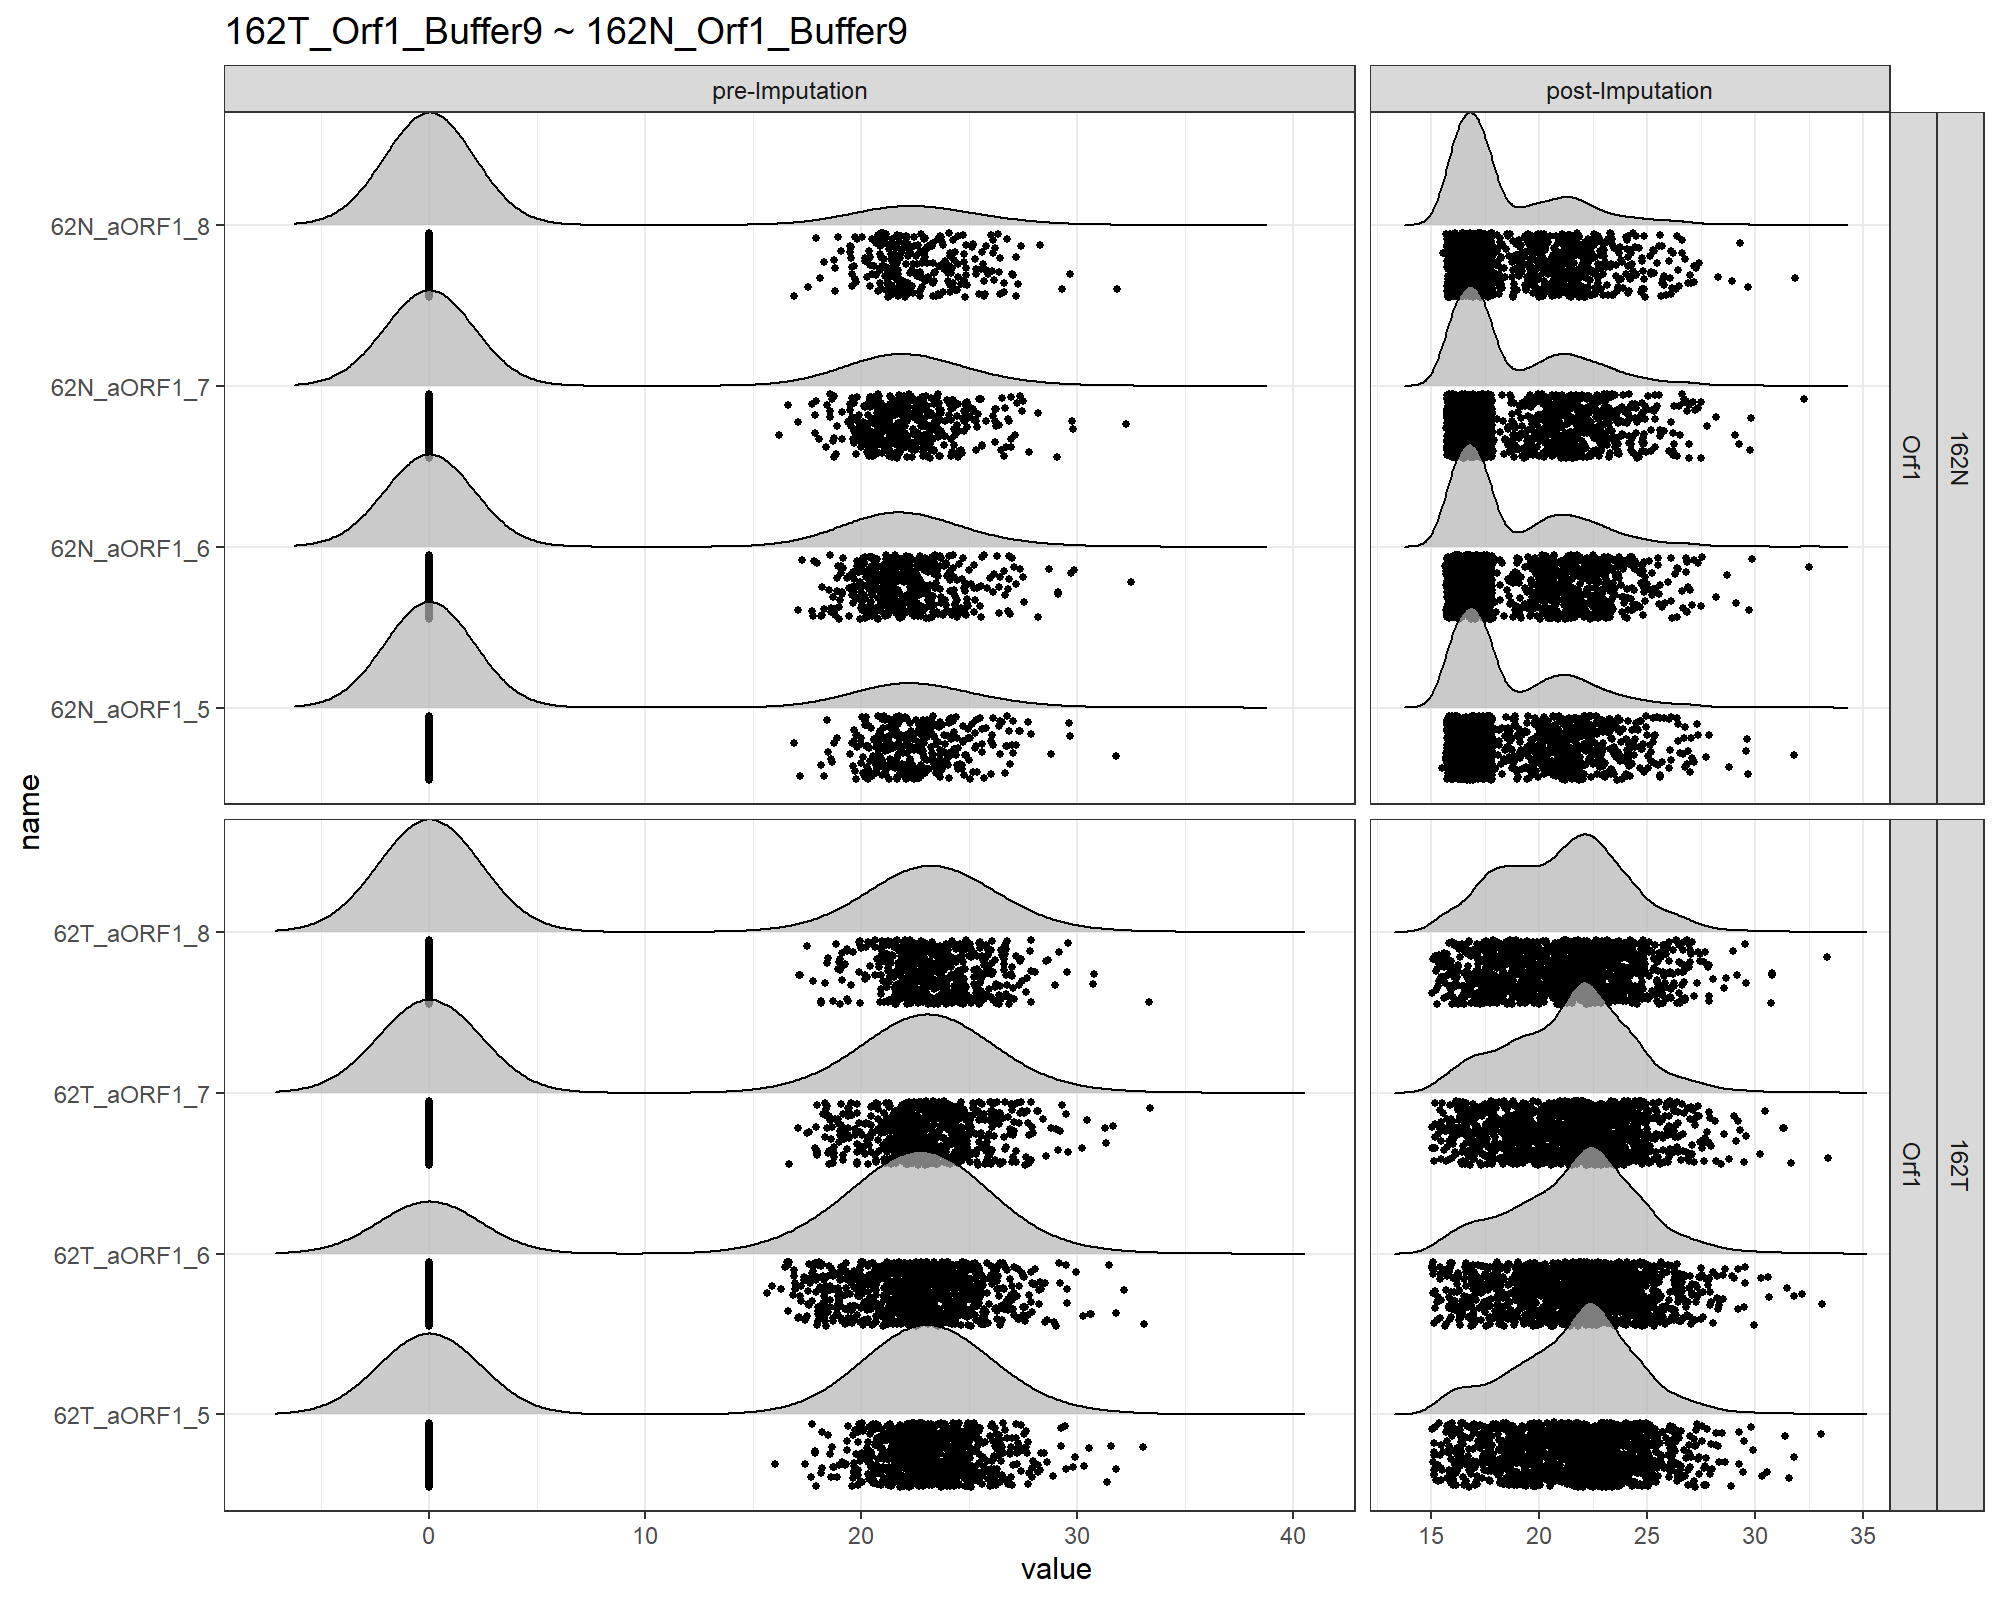 162T_Orf1_Buffer9 ~ 162N_Orf1_Buffer9
pre-Imputation
post-Imputation
62N_aORF1_8
62N_aORF1_7
62N_aORF1_6
62N_aORF1_5
Orf1
162N
name
62T_aORF1_8
62T_aORF1_7
62T_aORF1_6
62T_aORF1_5
Orf1
162T
0 10 20 30 40
15 20 25 30 35
value